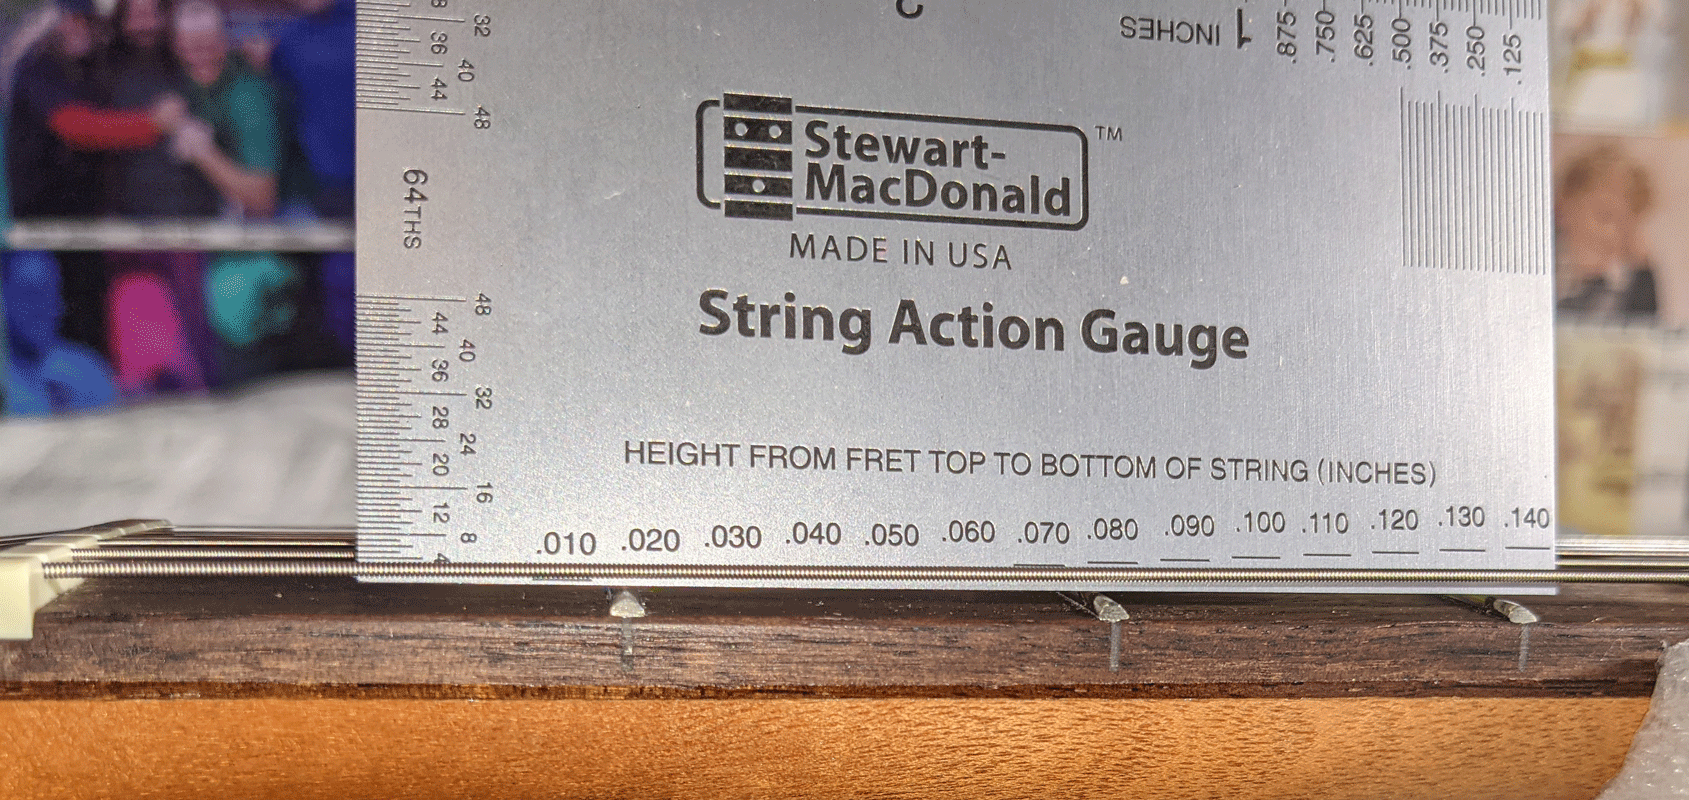 32
36
40
44
48
64THS
48
44
40
36
32
28
24
20
16
12
8
4
INCHES 1
.875
.750
.625
.500
.375
.250
.125
Stewart-
MacDonald
TM
MADE IN USA
String Action Gauge
HEIGHT FROM FRET TOP TO BOTTOM OF STRING (INCHES)
.010 .020 .030 .040 .050 .060 .070 .080 .090 .100 .110 .120 .130 .140